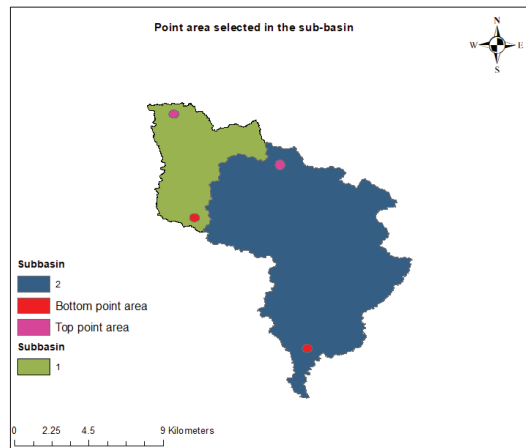 Point area selected in the sub-basin
N
W E
S
Subbasin
2
Bottom point area
Top point area
Subbasin
1
0 2.25 4.5 9 Kilometers